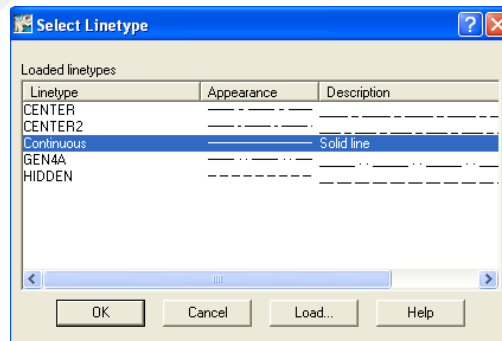 Select Linetype
Loaded linetypes
Linetype Appearance Description
CENTER
CENTER2
Continuous Solid line
GEN4A
HIDDEN
OK Cancel Load... Help